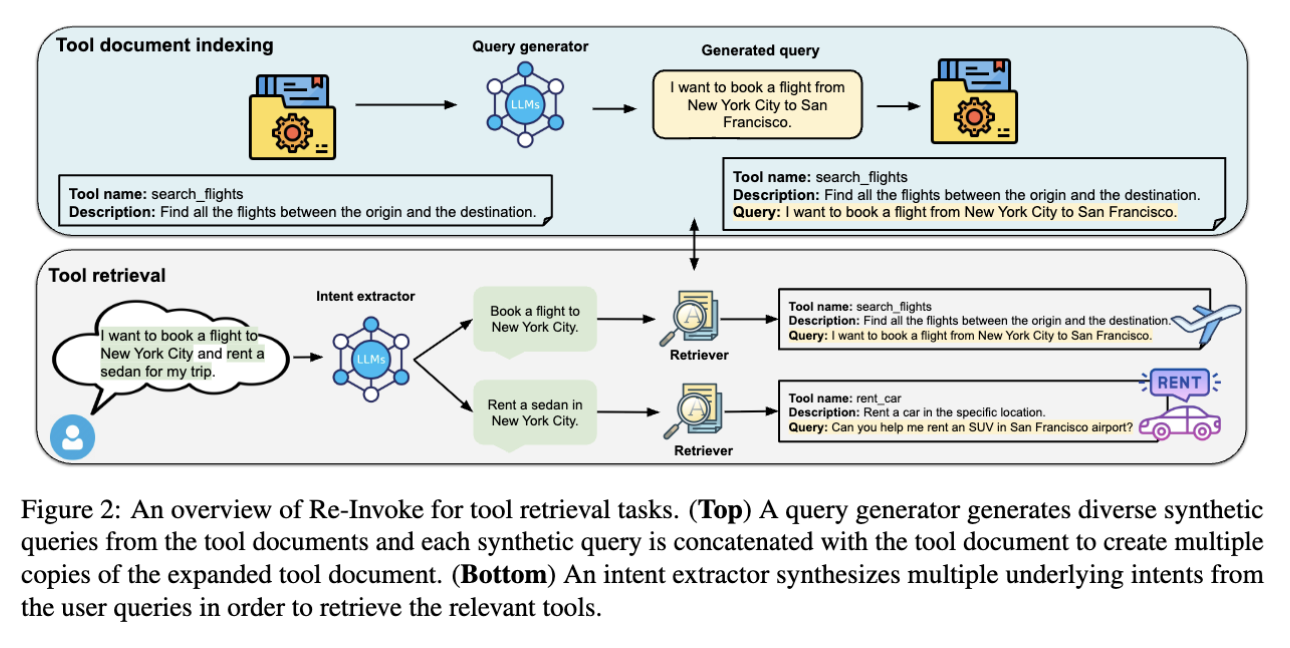 Tool document indexing
Query generator
Generated query
LLMs
I want to book a flight from
New York City to San
Francisco.
Tool name: search_flights
Description: Find all the flights between the origin and the destination.
Tool name: search_flights
Description: Find all the flights between the origin and the destination.
Query: I want to book a flight from New York City to San Francisco.
Tool retrieval
I want to book a flight to
New York City and rent a
sedan for my trip.
Intent extractor
LLMs
Book a flight to
New York City.
Retriever
Tool name: search_flights
Description: Find all the flights between the origin and the destination.
Query: I want to book a flight from New York City to San Francisco.
Rent a sedan in
New York City.
Retriever
Tool name: rent_car
Description: Rent a car in the specific location.
Query: Can you help me rent an SUV in San Francisco airport?
RENT
Figure 2: An overview of Re-Invoke for tool retrieval tasks. (Top) A query generator generates diverse synthetic
queries from the tool documents and each synthetic query is concatenated with the tool document to create multiple
copies of the expanded tool document. (Bottom) An intent extractor synthesizes multiple underlying intents from
the user queries in order to retrieve the relevant tools.